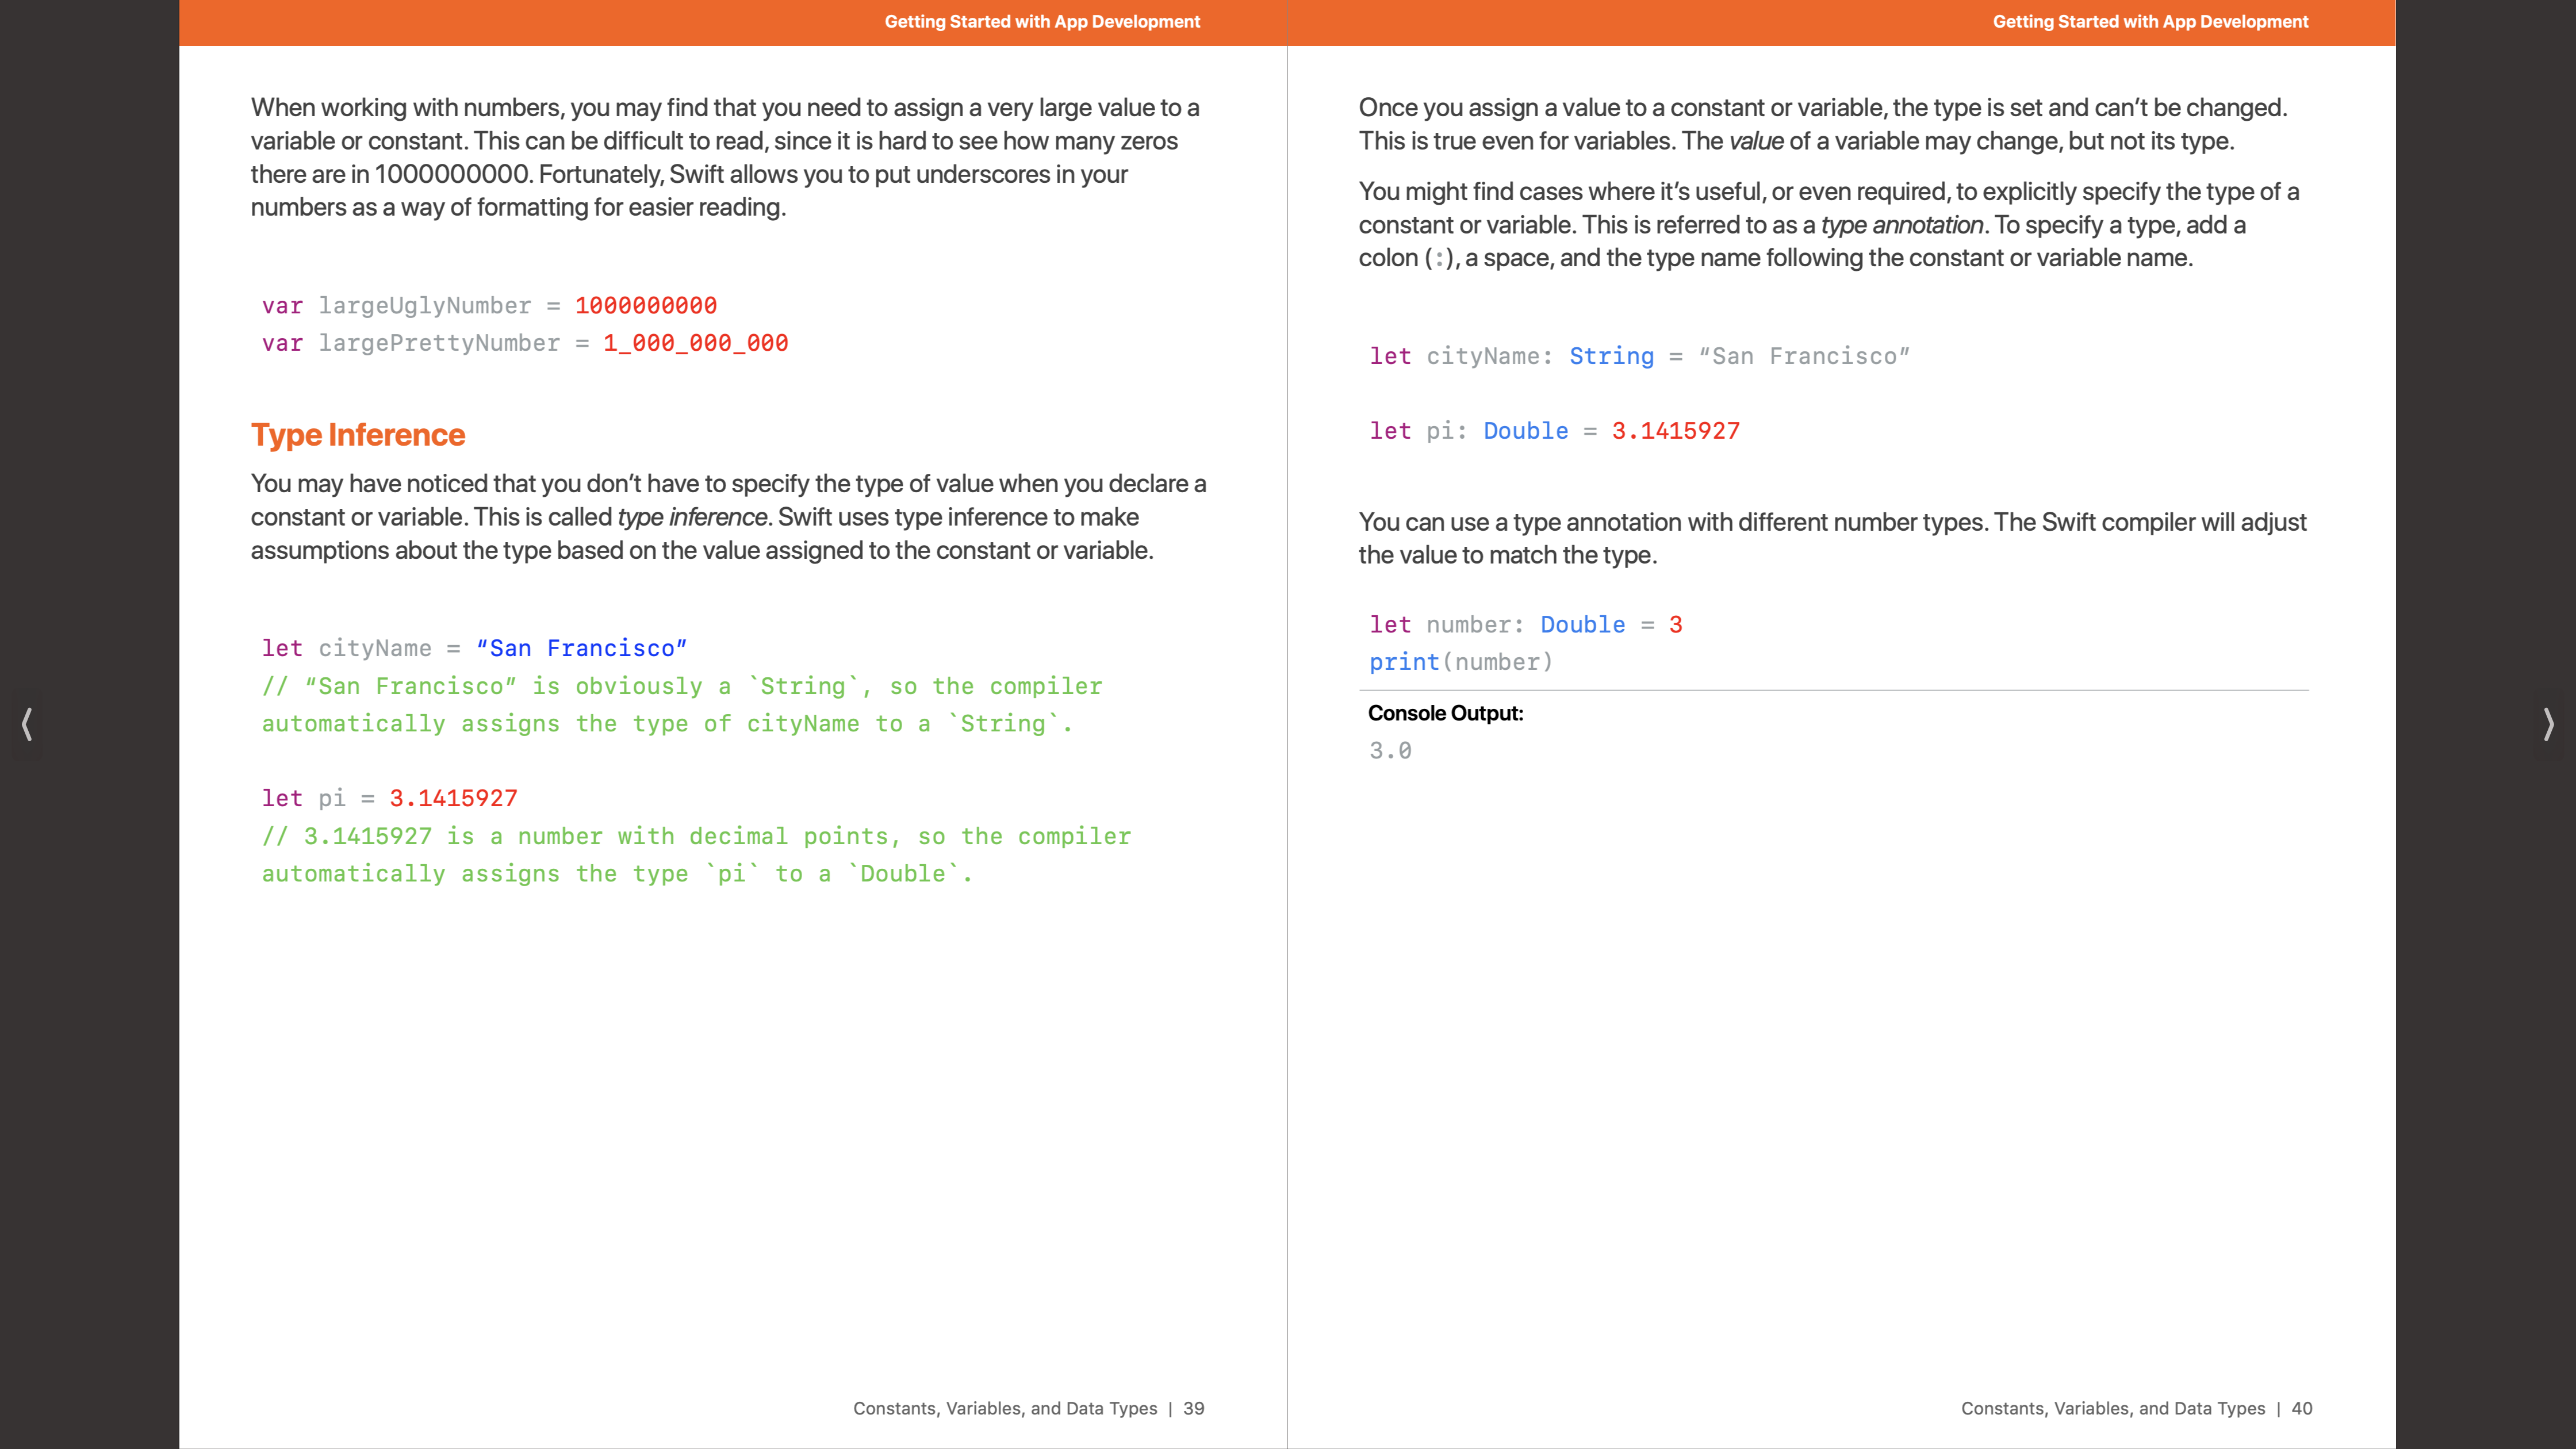 Getting Started with App Development
When working with numbers, you may find that you need to assign a very large value to a
variable or constant. This can be difficult to read, since it is hard to see how many zeros
there are in 1000000000. Fortunately, Swift allows you to put underscores in your
numbers as a way of formatting for easier reading.
var largeUglyNumber = 1000000000
var largePrettyNumber = 1_000_000_000
Type Inference
You may have noticed that you don’t have to specify the type of value when you declare a
constant or variable. This is called type inference. Swift uses type inference to make
assumptions about the type based on the value assigned to the constant or variable.
let cityName = “San Francisco”
// “San Francisco” is obviously a `String`, so the compiler
automatically assigns the type of cityName to a `String`.
let pi = 3.1415927
// 3.1415927 is a number with decimal points, so the compiler
automatically assigns the type `pi` to a `Double`.
Constants, Variables, and Data Types | 39
Getting Started with App Development
Once you assign a value to a constant or variable, the type is set and can’t be changed.
This is true even for variables. The value of a variable may change, but not its type.
You might find cases where it’s useful, or even required, to explicitly specify the type of a
constant or variable. This is referred to as a type annotation. To specify a type, add a
colon (:), a space, and the type name following the constant or variable name.
let cityName: String = “San Francisco”
let pi: Double = 3.1415927
You can use a type annotation with different number types. The Swift compiler will adjust
the value to match the type.
let number: Double = 3
print(number)
Console Output:
3.0
Constants, Variables, and Data Types | 40